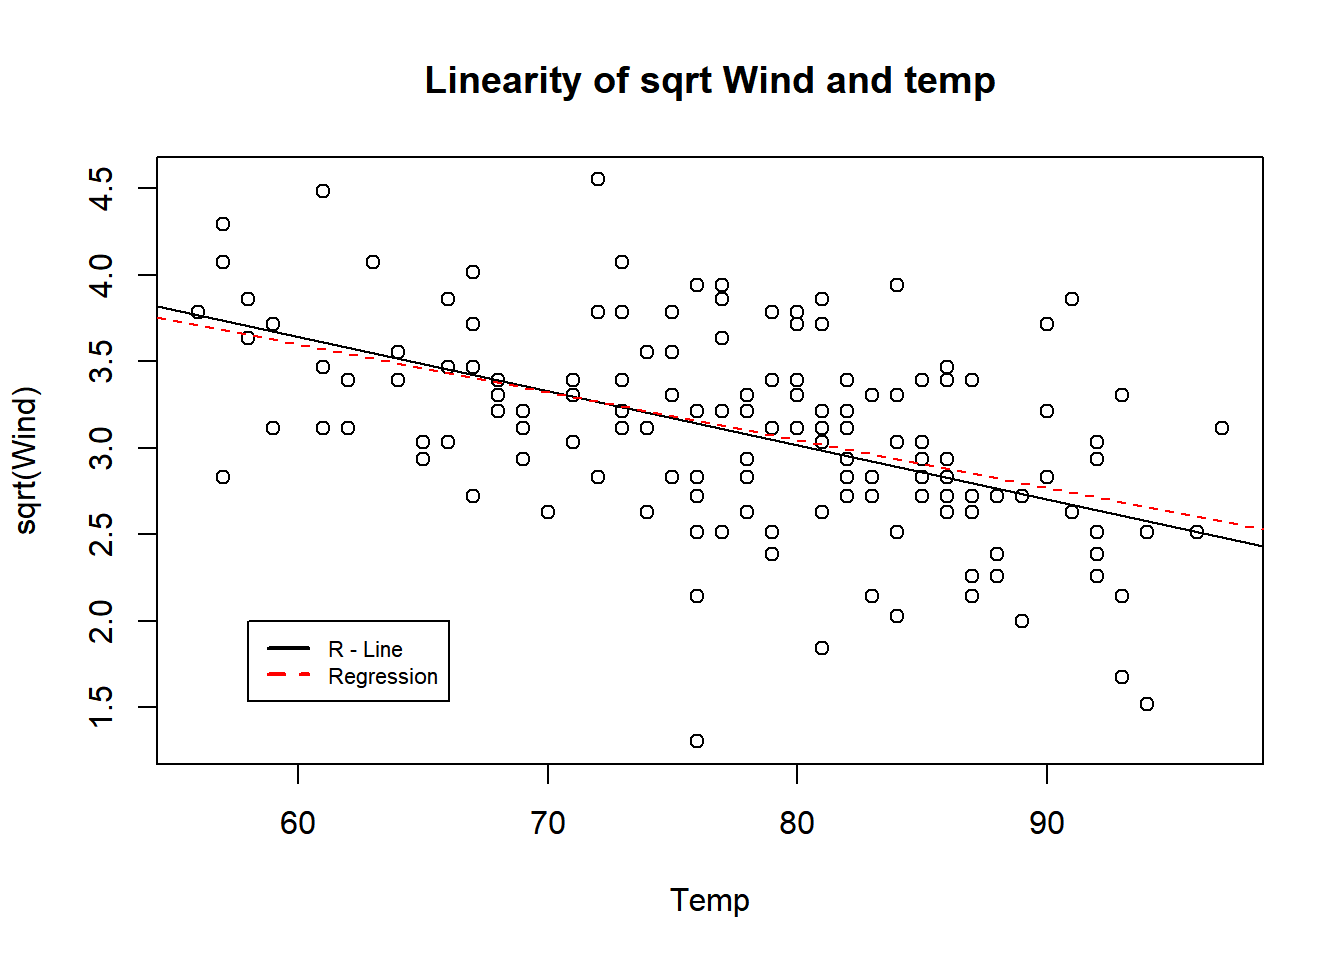 Linearity of sqrt Wind and temp
sqrt(Wind)
4.5
4.0
3.5
3.0
2.5
2.0
1.5
R - Line
Regression
60 70 80 90
Temp